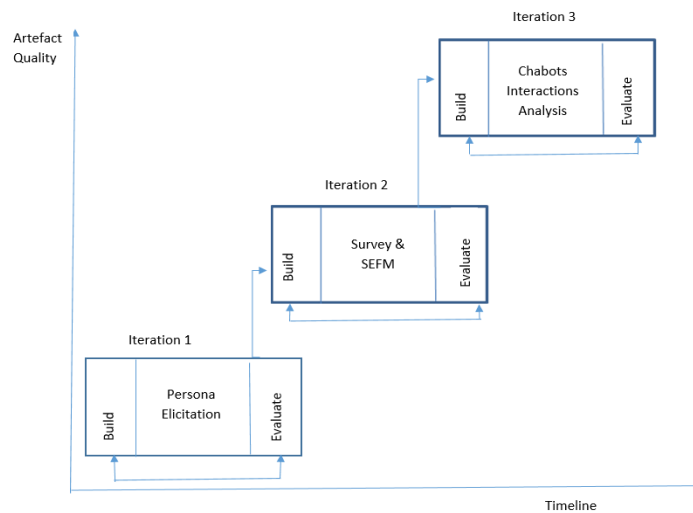 Iteration 3
Artefact
Quality
Build
Chabots
Interactions
Analysis
Evaluate
Iteration 2
Build
Survey &
SEFM
Evaluate
Iteration 1
Build
Persona
Elicitation
Evaluate
Timeline